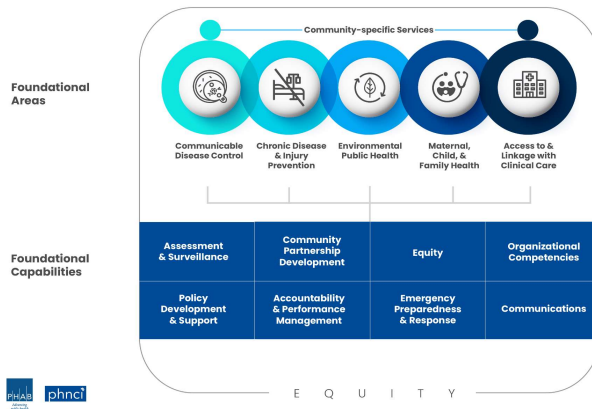 Community-specific Services
Foundational
Areas
Communicable
Disease Control
Chronic Disease
& Injury
Prevention
Environmental
Public Health
Maternal,
Child, &
Family Health
Access to &
Linkage with
Clinical Care
Foundational
Capabilities
Assessment
& Surveillance
Community
Partnership
Development
Equity
Organizational
Competencies
Policy
Development
& Support
Accountability
& Performance
Management
Emergency
Preparedness
& Response
Communications
PHAB
phnci
EQUITY